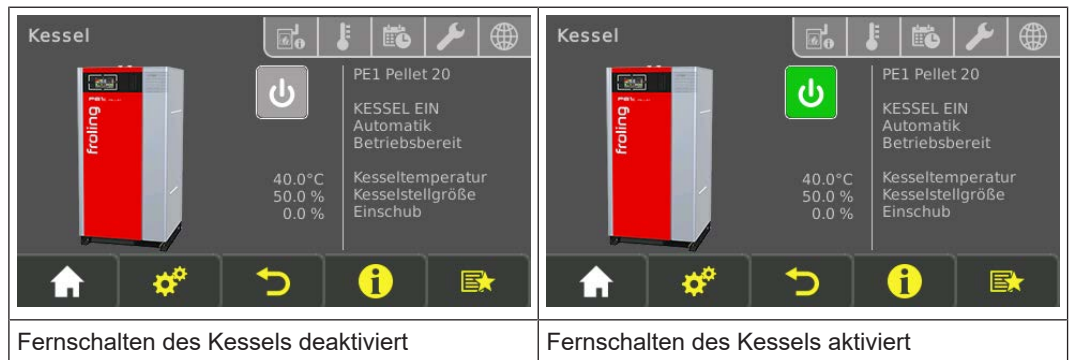 Kessel
PE1 Pellet 20
KESSEL EIN
Automatik
Betriebsbereit
froling
40.0°C Kesseltemperatur
50.0 % Kesselstellgröße
0.0 % Einschub
Fernschalten des Kessels deaktiviert
Kessel
PE1 Pellet 20
KESSEL EIN
Automatik
Betriebsbereit
froling
40.0°C Kesseltemperatur
50.0 % Kesselstellgröße
0.0 % Einschub
Fernschalten des Kessels aktiviert